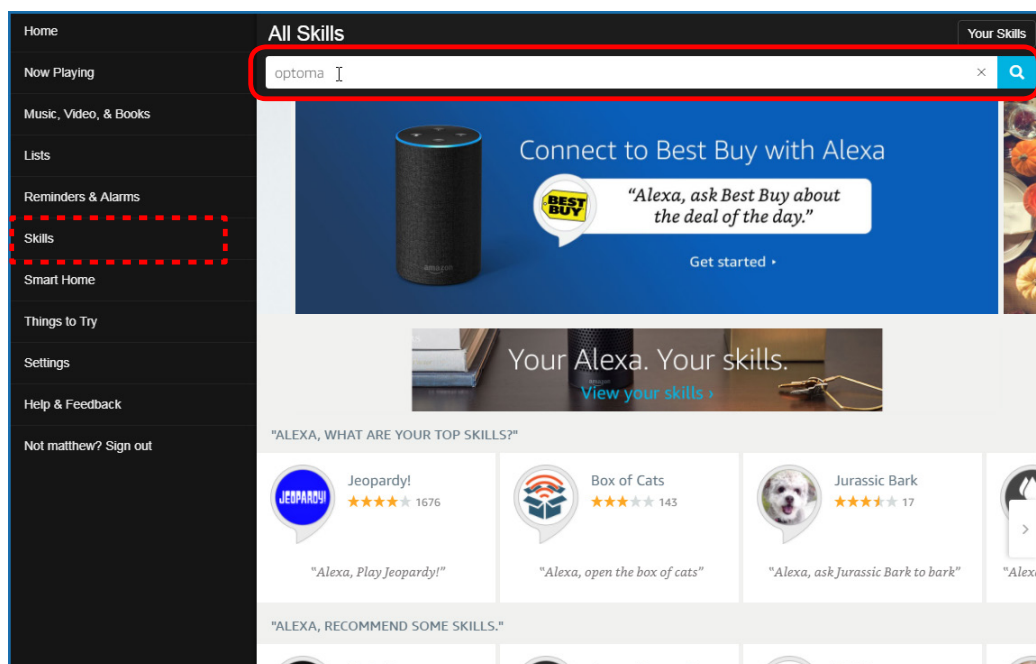 Home
Now Playing
Music, Video, & Books
Lists
Reminders & Alarms
Skills
Smart Home
Things to Try
Settings
Help & Feedback
Not matthew? Sign out
All Skills
Your Skills
optoma
Connect to Best Buy with Alexa
BEST
BUY
“Alexa, ask Best Buy about
the deal of the day.”
Get started ›
amazon
Your Alexa. Your skills.
View your skills ›
"ALEXA, WHAT ARE YOUR TOP SKILLS?"
JEOPARDY!
Jeopardy!
1676
"Alexa, Play Jeopardy!"
Box of Cats
143
"Alexa, open the box of cats"
Jurassic Bark
17
"Alexa, ask Jurassic Bark to bark"
"Alexa
"ALEXA, RECOMMEND SOME SKILLS."